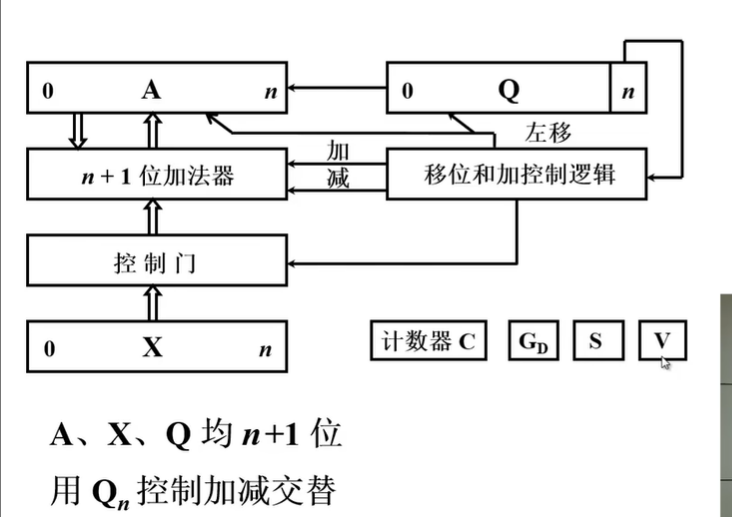 0 A n
0 Q n
左移
加
n + 1 位加法器
减
移位和加控制逻辑
控制门
0 X n
计数器 C
G_D
S
V
A、X、Q 均 n+1 位
用 Q_n 控制加减交替